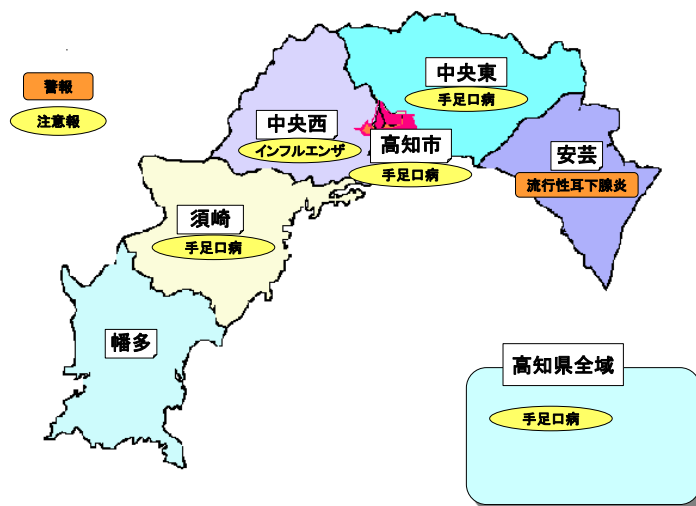 警報
注意報
中央東
手足口病
中央西
インフルエンザ
高知市
手足口病
安芸
流行性耳下腺炎
須崎
手足口病
幡多
高知県全域
手足口病